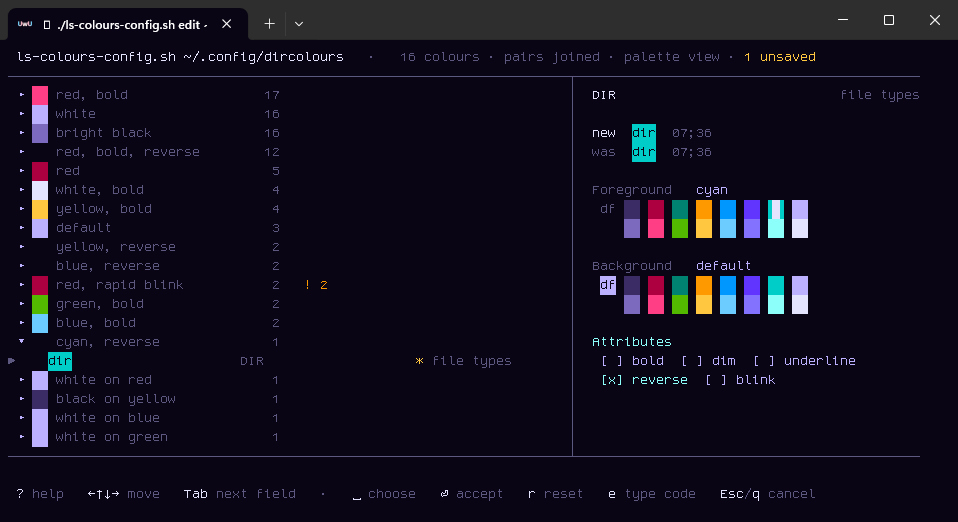 UwU ./ls-colours-config.sh edit
ls-colours-config.sh ~/.config/dircolours · 16 colours · pairs joined · palette view · 1 unsaved
red, bold 17
white 16
bright black 16
red, bold, reverse 12
red 5
white, bold 4
yellow, bold 4
default 3
yellow, reverse 2
blue, reverse 2
red, rapid blink 2 ! 2
green, bold 2
blue, bold 2
cyan, reverse 1
dir DIR * file types
white on red 1
black on yellow 1
white on blue 1
white on green 1
DIR file types
new dir 07;36
was dir 07;36
Foreground cyan
df
Background default
df
Attributes
[ ] bold [ ] dim [ ] underline
[x] reverse [ ] blink
? help ←↑↓→ move Tab next field · ␣ choose ⏎ accept r reset e type code Esc/q cancel